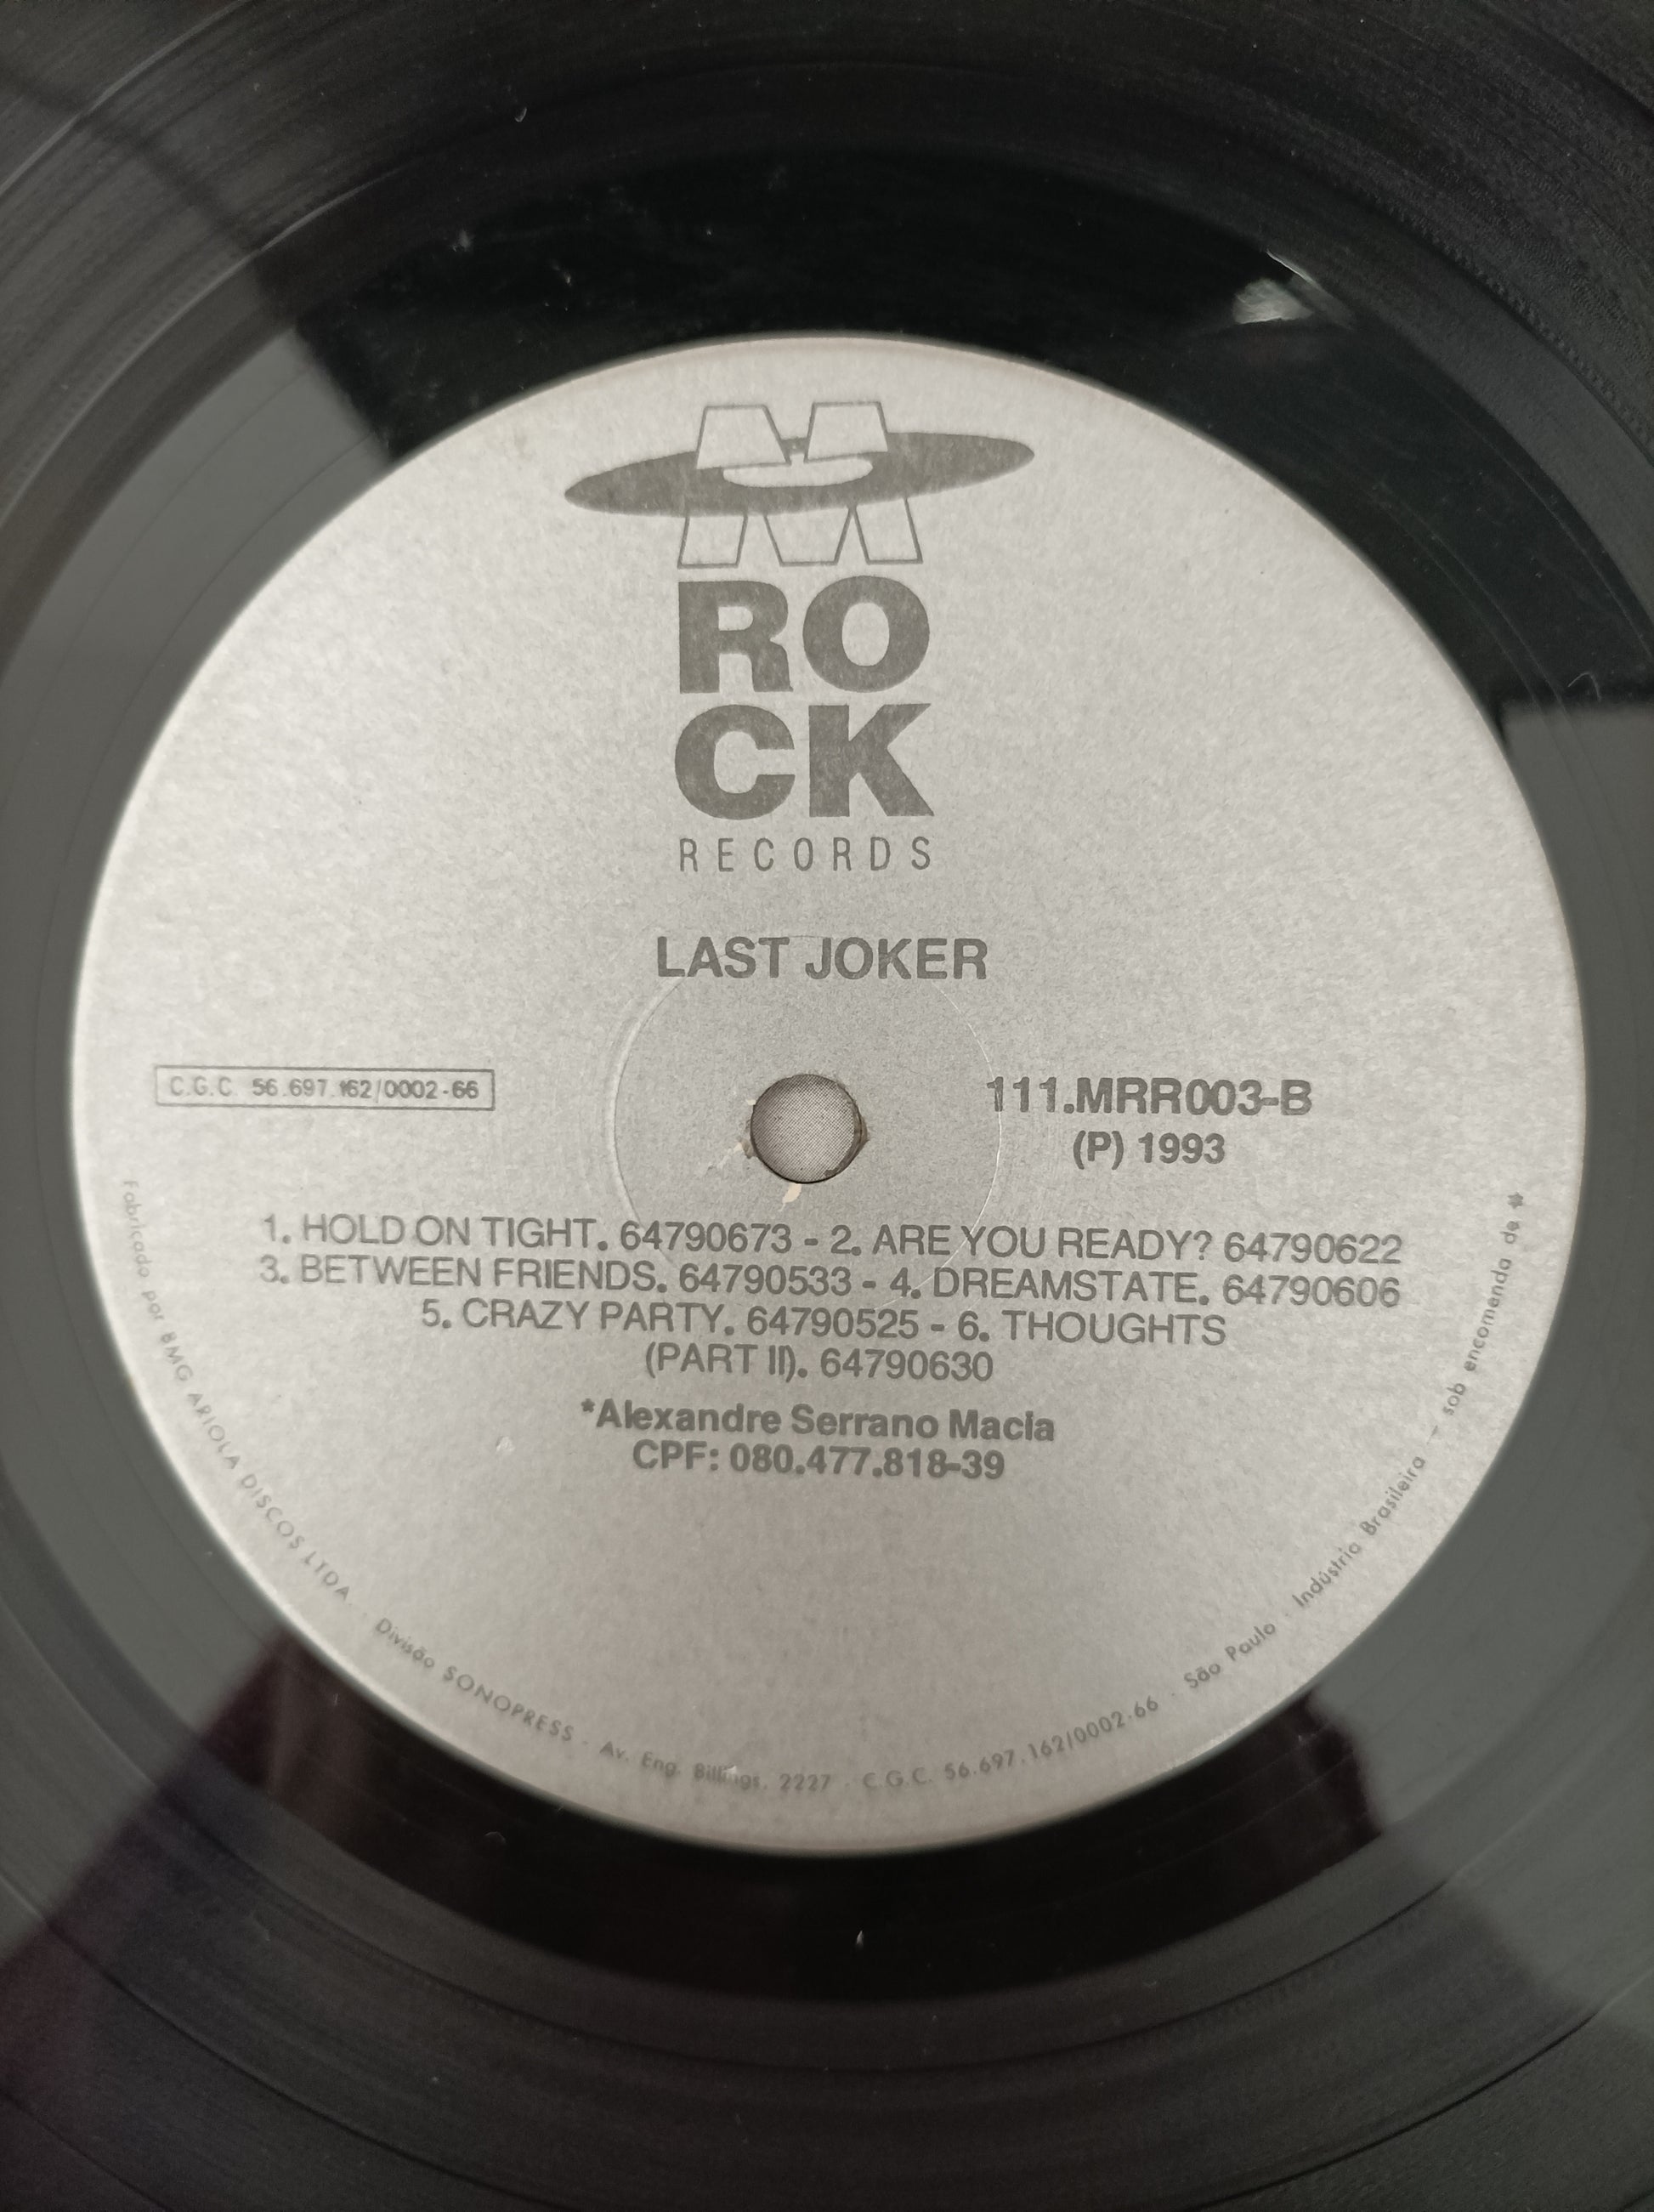 M
RO
CK
RECORDS
LAST JOKER
C.G.C. 56.697.162/0002-66
111.MRR003-B
(P) 1993
1. HOLD ON TIGHT. 64790673 - 2. ARE YOU READY? 64790622
3. BETWEEN FRIENDS. 64790533 - 4. DREAMSTATE. 64790606
5. CRAZY PARTY. 64790525 - 6. THOUGHTS
(PART II). 64790630
*Alexandre Serrano Macia
CPF: 080.477.818-39
Fabricado por BMG ARIOLA DISCOS LTDA · Divisão SONOPRESS · Av. Eng. Billings, 2227 · C.G.C. 56.697.162/0002-66 · São Paulo · Indústria Brasileira — sob encomenda de *